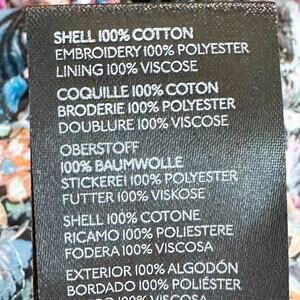 SHELL 100% COTTON
EMBROIDERY 100% POLYESTER
LINING 100% VISCOSE
COQUILLE 100% COTON
BRODERIE 100% POLYESTER
DOUBLURE 100% VISCOSE
OBERSTOFF
100% BAUMWOLLE
STICKEREI 100% POLYESTER
FUTTER 100% VISKOSE
SHELL 100% COTONE
RICAMO 100% POLIESTERE
FODERA 100% VISCOSA
EXTERIOR 100% ALGODÓN
BORDADO 100% POLIÉSTER
100% VISCOSA